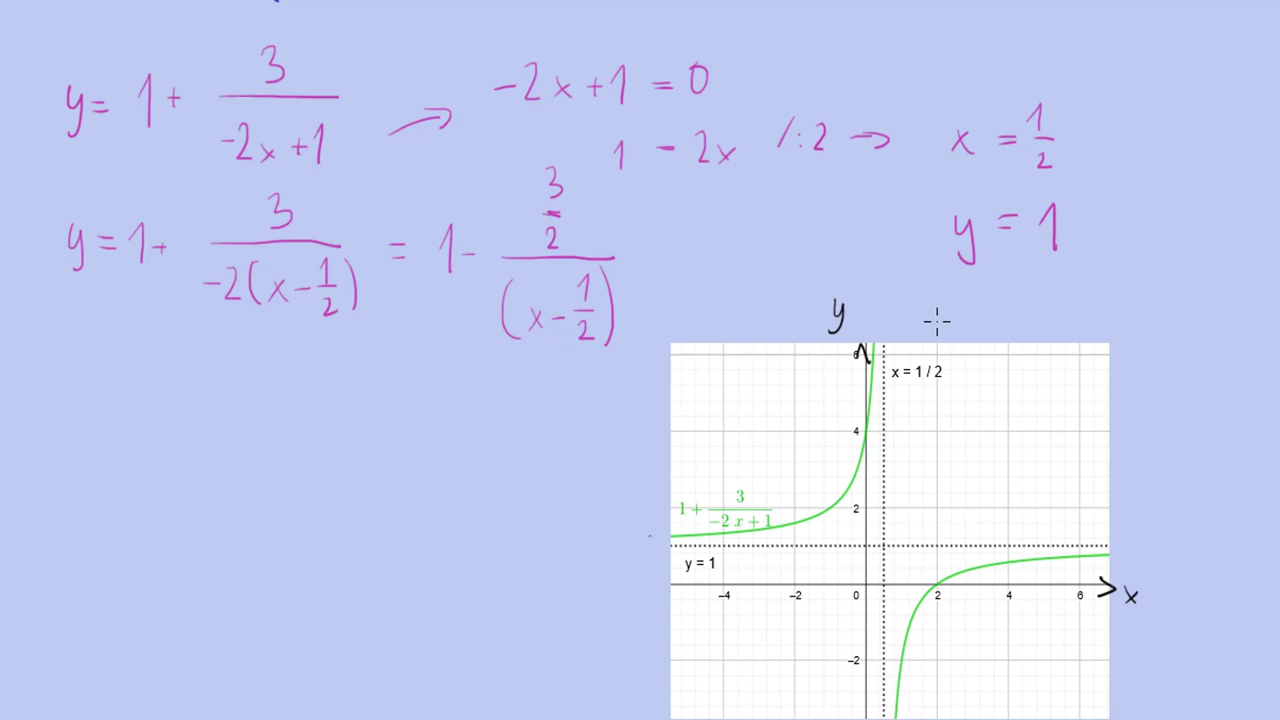 y = 1 + 3/(-2x+1) → -2x+1 = 0
1 - 2x /:2 → x = 1/2
y = 1 + 3/(-2(x-1/2)) = 1 - (3/2)/(x-1/2)
y = 1
y
6
x = 1 / 2
4
1 + 3/(-2 x + 1)
2
y = 1
-4 -2 0 2 4 6 x
-2